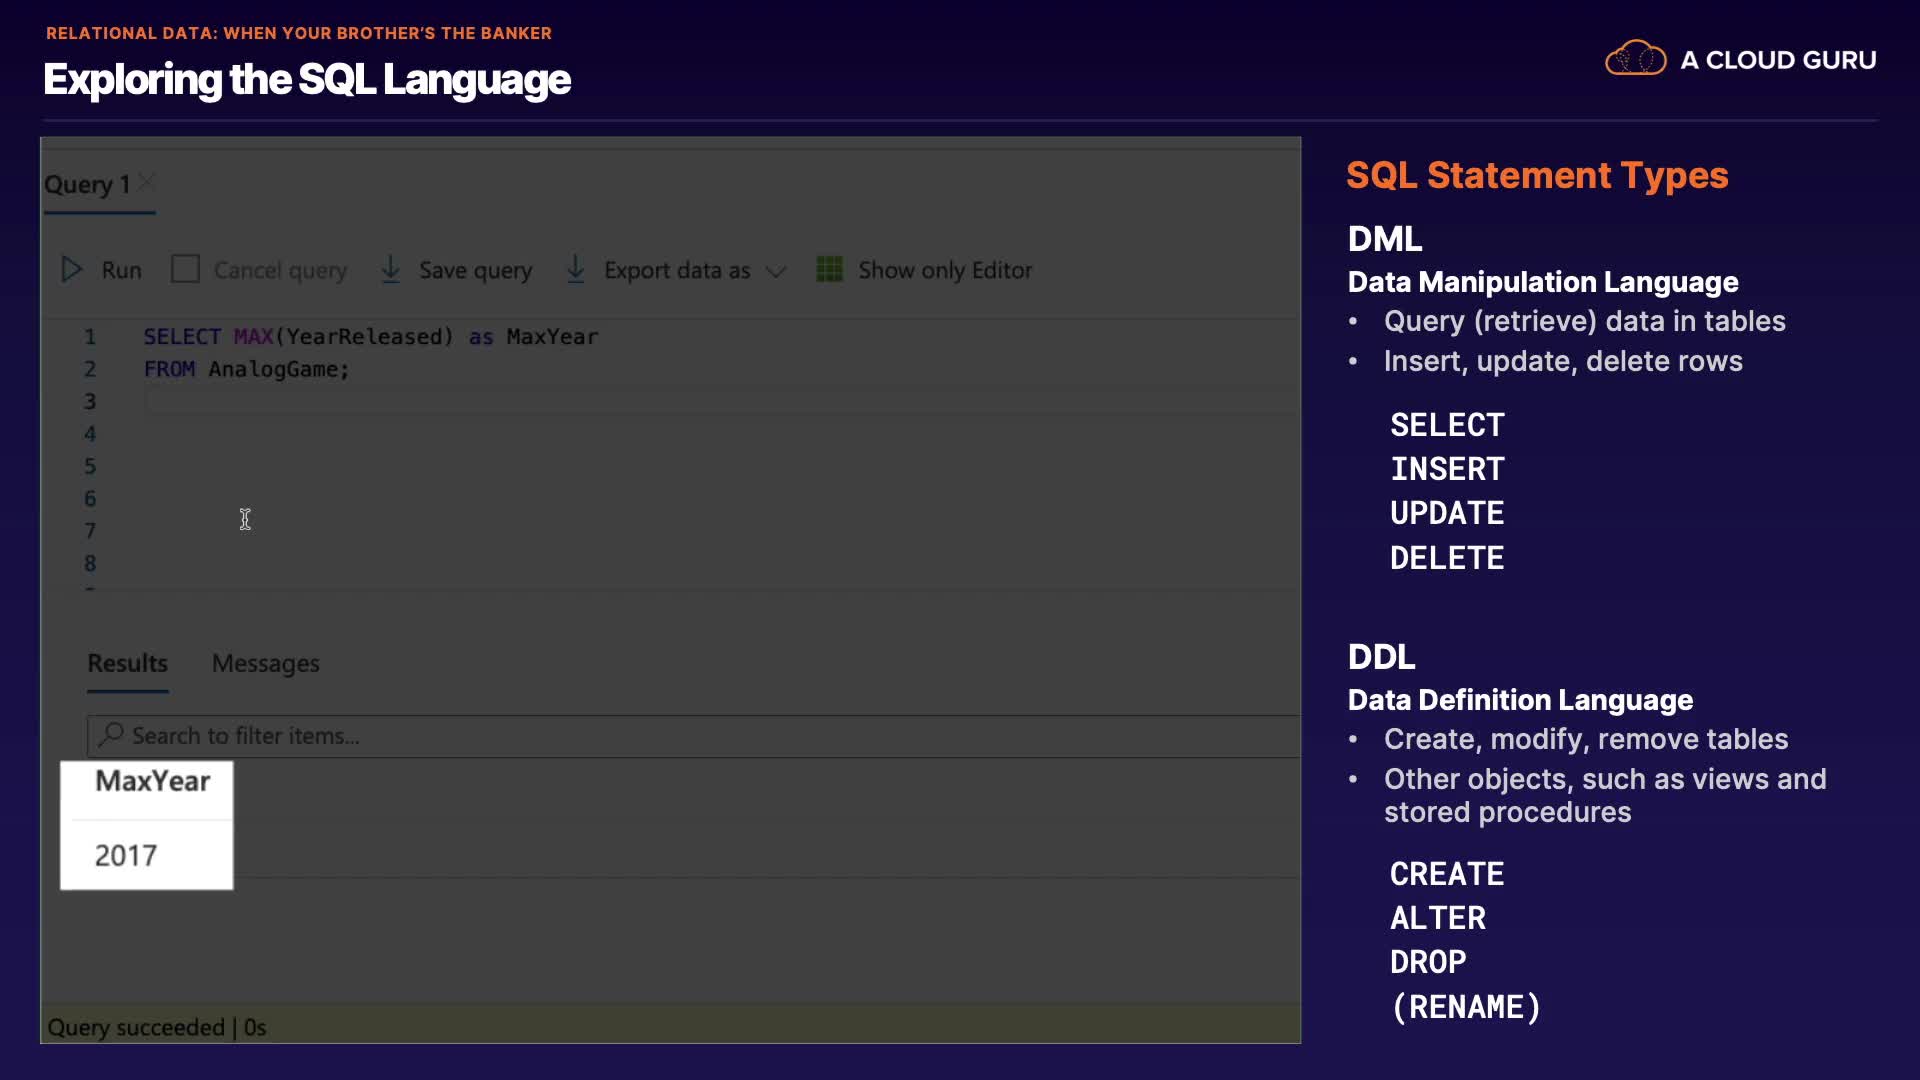 RELATIONAL DATA: WHEN YOUR BROTHER'S THE BANKER
Exploring the SQL Language
A CLOUD GURU
Query 1
Run Cancel query Save query Export data as Show only Editor
1 SELECT MAX(YearReleased) as MaxYear
2 FROM AnalogGame;
3
4
5
6
7
8
Results Messages
Search to filter items...
MaxYear
2017
Query succeeded | 0s
SQL Statement Types
DML
Data Manipulation Language
• Query (retrieve) data in tables
• Insert, update, delete rows
SELECT
INSERT
UPDATE
DELETE
DDL
Data Definition Language
• Create, modify, remove tables
• Other objects, such as views and
stored procedures
CREATE
ALTER
DROP
(RENAME)